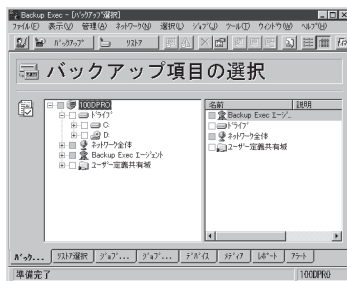 Backup Exec - [ﾊﾞｯｸｱｯﾌﾟ選択]
ﾌｧｲﾙ(F) 表示(V) 管理(A) ﾈｯﾄﾜｰｸ(N) 選択(L) ｼﾞｮﾌﾞ(J) ﾂｰﾙ(T) ｳｨﾝﾄﾞｳ(W) ﾍﾙﾌﾟ(H)
ﾊﾞｯｸｱｯﾌﾟ ﾘｽﾄｱ
バックアップ項目の選択
100DPRO
ﾄﾞﾗｲﾌﾞ
C:
D:
ﾈｯﾄﾜｰｸ全体
Backup Exec ｴｰｼﾞｪﾝﾄ
ﾕｰｻﾞｰ定義共有域
名前 説明
Backup Exec ｴｰｼﾞ...
ﾄﾞﾗｲﾌﾞ
ﾈｯﾄﾜｰｸ全体
ﾕｰｻﾞｰ定義共有域
ﾊﾞｯｸ... ﾘｽﾄｱ選択 ｼﾞｮﾌﾞ... ｼﾞｮﾌﾞ... ﾃﾞﾊﾞｲｽ ﾒﾃﾞｨｱ ﾚﾎﾟｰﾄ ｱﾗｰﾄ
準備完了 100DPRO